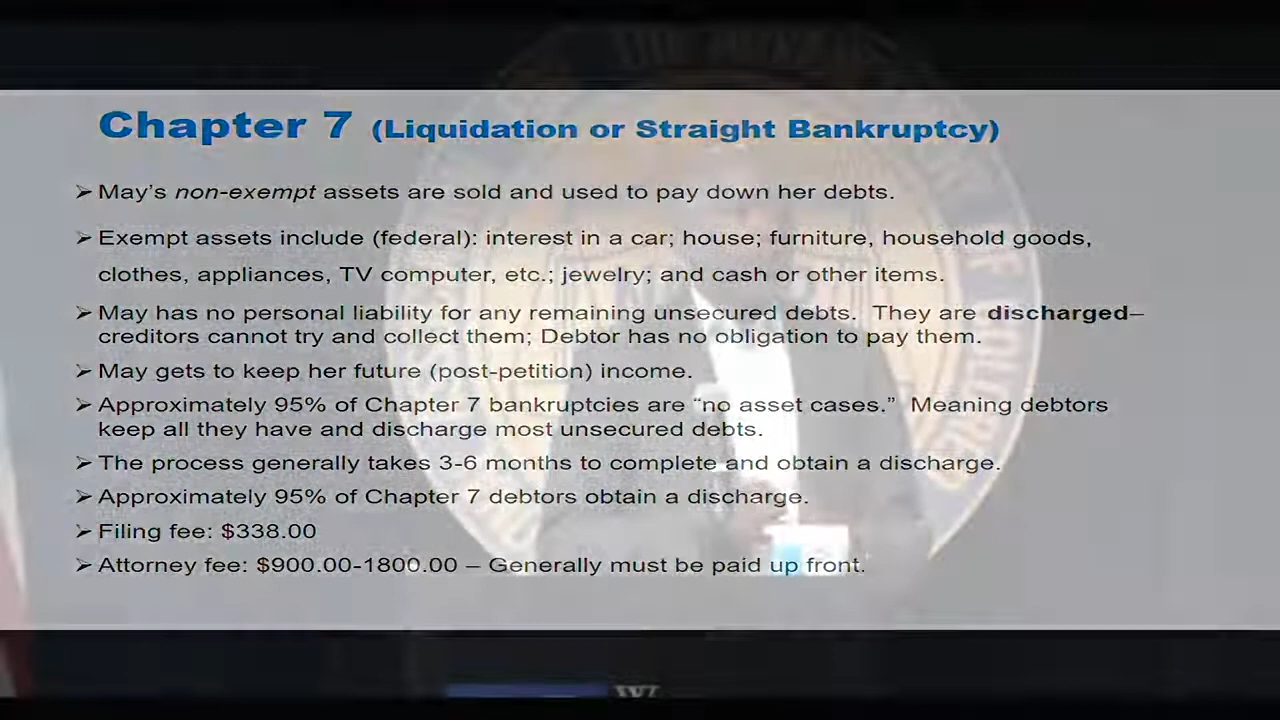 Chapter 7 (Liquidation or Straight Bankruptcy)
➢ May's non-exempt assets are sold and used to pay down her debts.
➢ Exempt assets include (federal): interest in a car; house; furniture, household goods,
clothes, appliances, TV computer, etc.; jewelry; and cash or other items.
➢ May has no personal liability for any remaining unsecured debts. They are discharged–
creditors cannot try and collect them; Debtor has no obligation to pay them.
➢ May gets to keep her future (post-petition) income.
➢ Approximately 95% of Chapter 7 bankruptcies are “no asset cases.” Meaning debtors
keep all they have and discharge most unsecured debts.
➢ The process generally takes 3-6 months to complete and obtain a discharge.
➢ Approximately 95% of Chapter 7 debtors obtain a discharge.
➢ Filing fee: $338.00
➢ Attorney fee: $900.00-1800.00 – Generally must be paid up front.